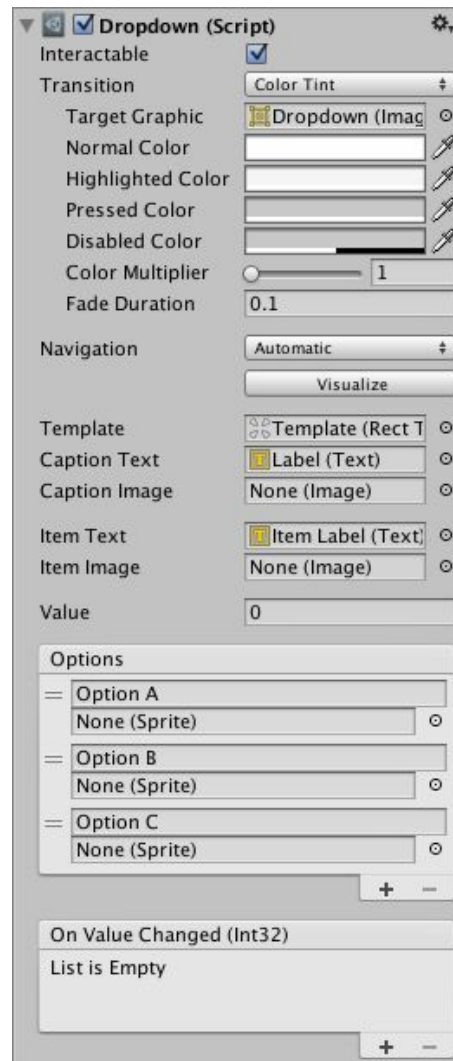 Dropdown (Script)
Interactable
Transition Color Tint
Target Graphic Dropdown (Imag
Normal Color
Highlighted Color
Pressed Color
Disabled Color
Color Multiplier 1
Fade Duration 0.1
Navigation Automatic
Visualize
Template Template (Rect T
Caption Text Label (Text)
Caption Image None (Image)
Item Text Item Label (Text)
Item Image None (Image)
Value 0
Options
Option A
None (Sprite)
Option B
None (Sprite)
Option C
None (Sprite)
+ −
On Value Changed (Int32)
List is Empty
+ −